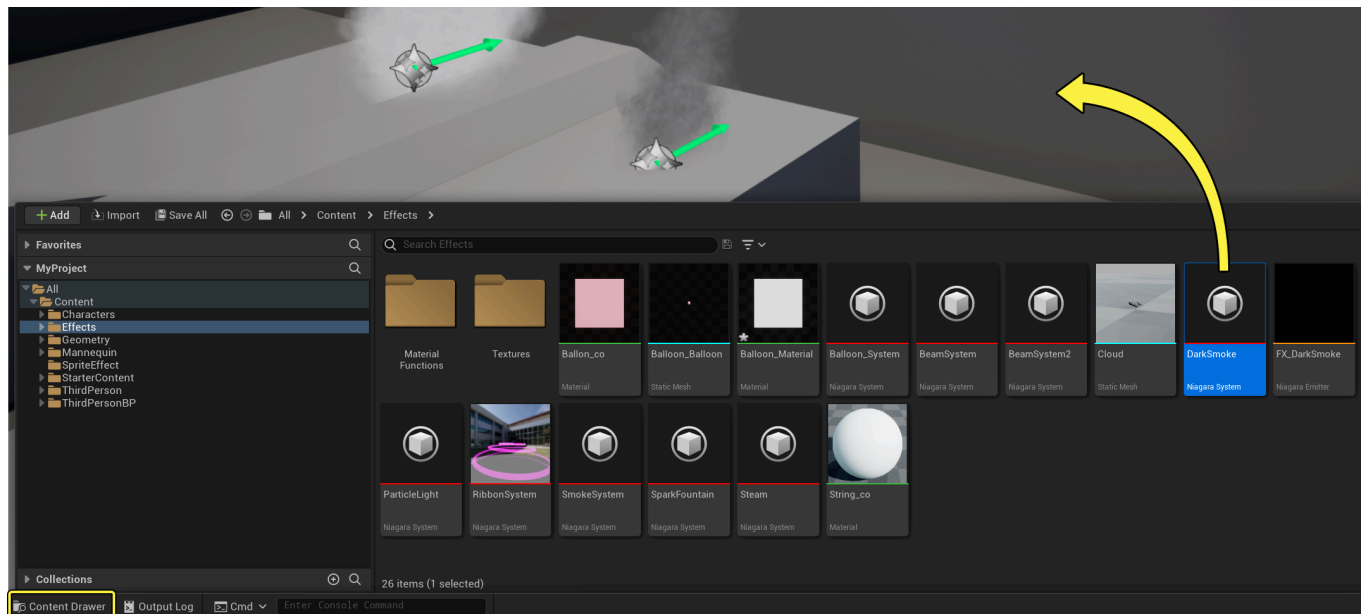 Add
Import
Save All
All > Content > Effects >
Favorites
Search Effects
MyProject
All
Content
Characters
Effects
Geometry
Mannequin
SpriteEffect
StarterContent
ThirdPerson
ThirdPersonBP
Material
Functions
Textures
Ballon_co
Material
Balloon_Balloon
Static Mesh
Balloon_Material
Material
Balloon_System
Niagara System
BeamSystem
Niagara System
BeamSystem2
Niagara System
Cloud
Static Mesh
DarkSmoke
Niagara System
FX_DarkSmoke
Niagara Emitter
ParticleLight
Niagara System
RibbonSystem
Niagara System
SmokeSystem
Niagara System
SparkFountain
Niagara System
Steam
Niagara System
String_co
Material
Collections
26 items (1 selected)
Content Drawer
Output Log
Cmd
Enter Console Command